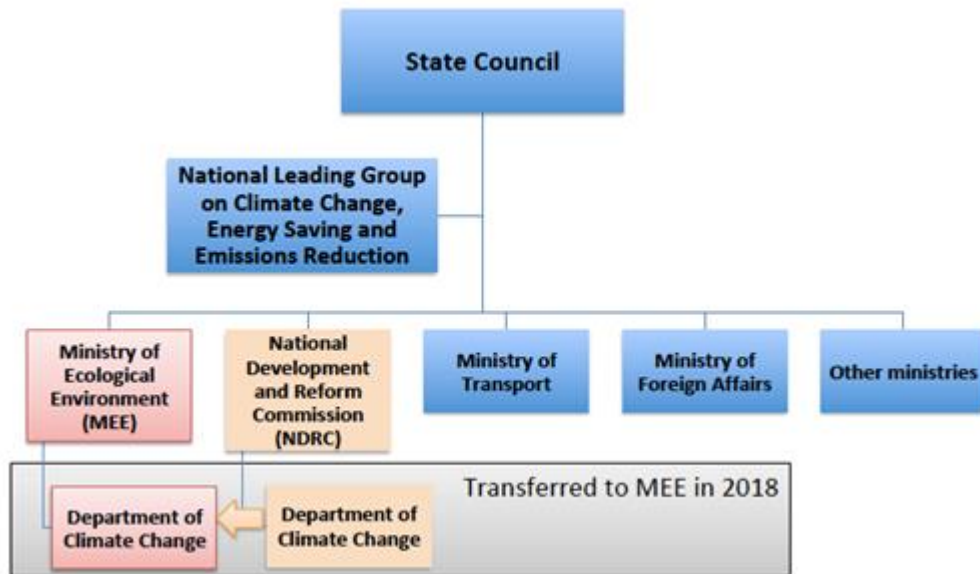 State Council
National Leading Group
on Climate Change,
Energy Saving and
Emissions Reduction
Ministry of
Ecological
Environment
(MEE)
National
Development
and Reform
Commission
(NDRC)
Ministry of
Transport
Ministry of
Foreign Affairs
Other ministries
Transferred to MEE in 2018
Department of
Climate Change
Department of
Climate Change